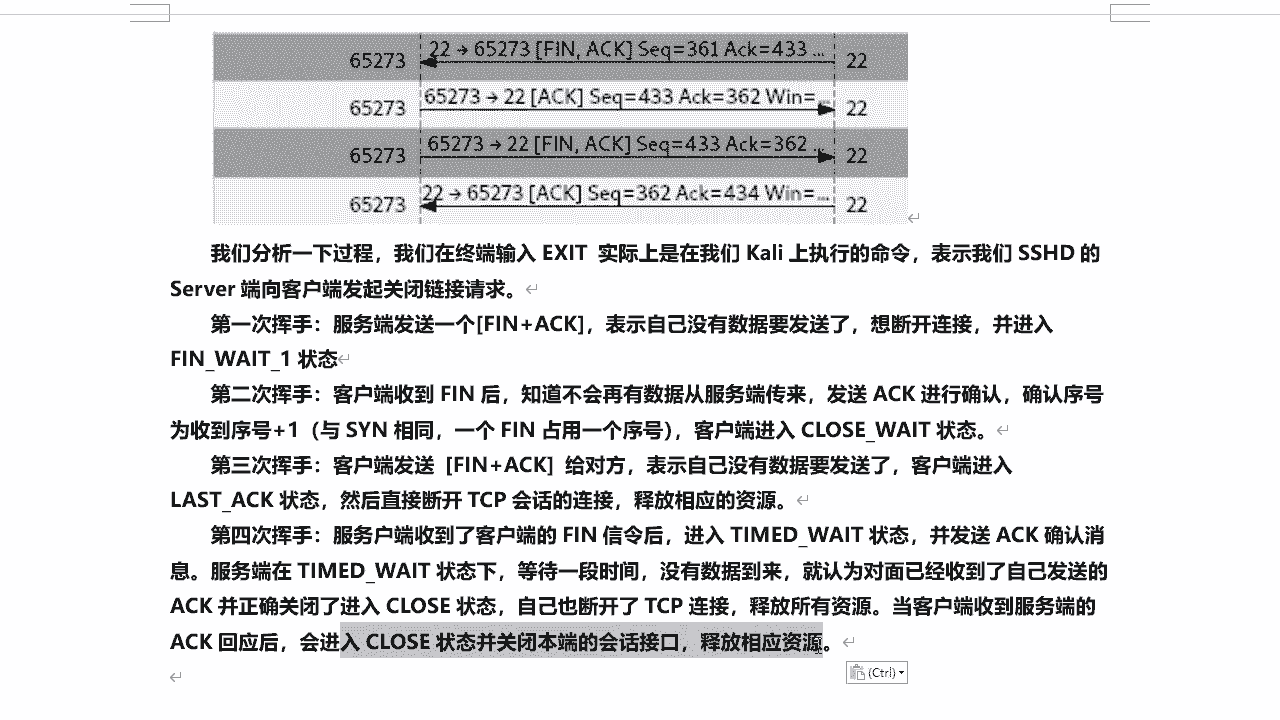 22 → 65273 [FIN, ACK] Seq=361 Ack=433 ...
65273 22
65273 → 22 [ACK] Seq=433 Ack=362 Win=...
65273 22
65273 → 22 [FIN, ACK] Seq=433 Ack=362 ...
65273 22
22 → 65273 [ACK] Seq=362 Ack=434 Win=...
65273 22
我们分析一下过程，我们在终端输入 EXIT 实际上是在我们 Kali 上执行的命令，表示我们 SSHD 的
Server 端向客户端发起关闭链接请求。
第一次挥手：服务端发送一个[FIN+ACK]，表示自己没有数据要发送了，想断开连接，并进入
FIN_WAIT_1 状态
第二次挥手：客户端收到 FIN 后，知道不会再有数据从服务端传来，发送 ACK 进行确认，确认序号
为收到序号+1（与 SYN 相同，一个 FIN 占用一个序号），客户端进入 CLOSE_WAIT 状态。
第三次挥手：客户端发送 [FIN+ACK] 给对方，表示自己没有数据要发送了，客户端进入
LAST_ACK 状态，然后直接断开 TCP 会话的连接，释放相应的资源。
第四次挥手：服务户端收到了客户端的 FIN 信令后，进入 TIMED_WAIT 状态，并发送 ACK 确认消
息。服务端在 TIMED_WAIT 状态下，等待一段时间，没有数据到来，就认为对面已经收到了自己发送的
ACK 并正确关闭了进入 CLOSE 状态，自己也断开了 TCP 连接，释放所有资源。当客户端收到服务端的
ACK 回应后，会进入 CLOSE 状态并关闭本端的会话接口，释放相应资源。
(Ctrl)